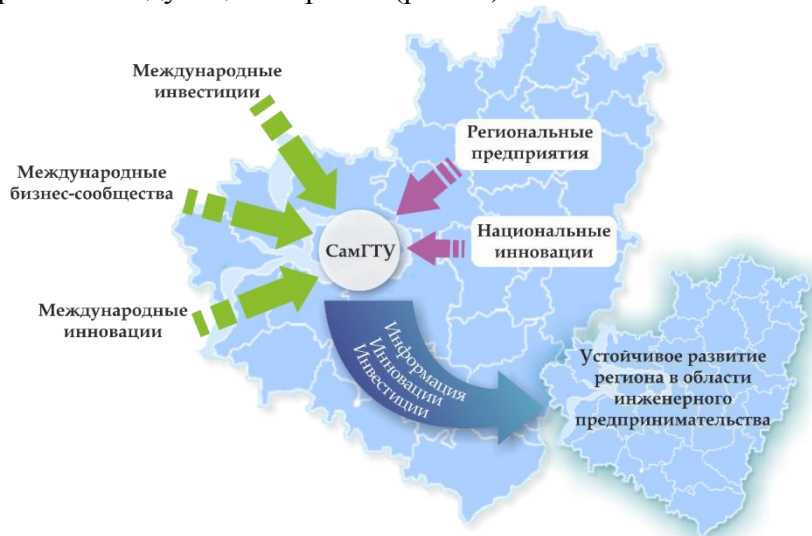 Международные
инвестиции
Региональные
предприятия
Международные
бизнес-сообщества
СамГТУ
Национальные
инновации
Международные
инновации
Информация
Инновации
Инвестиции
Устойчивое развитие
региона в области
инженерного
предпринимательства